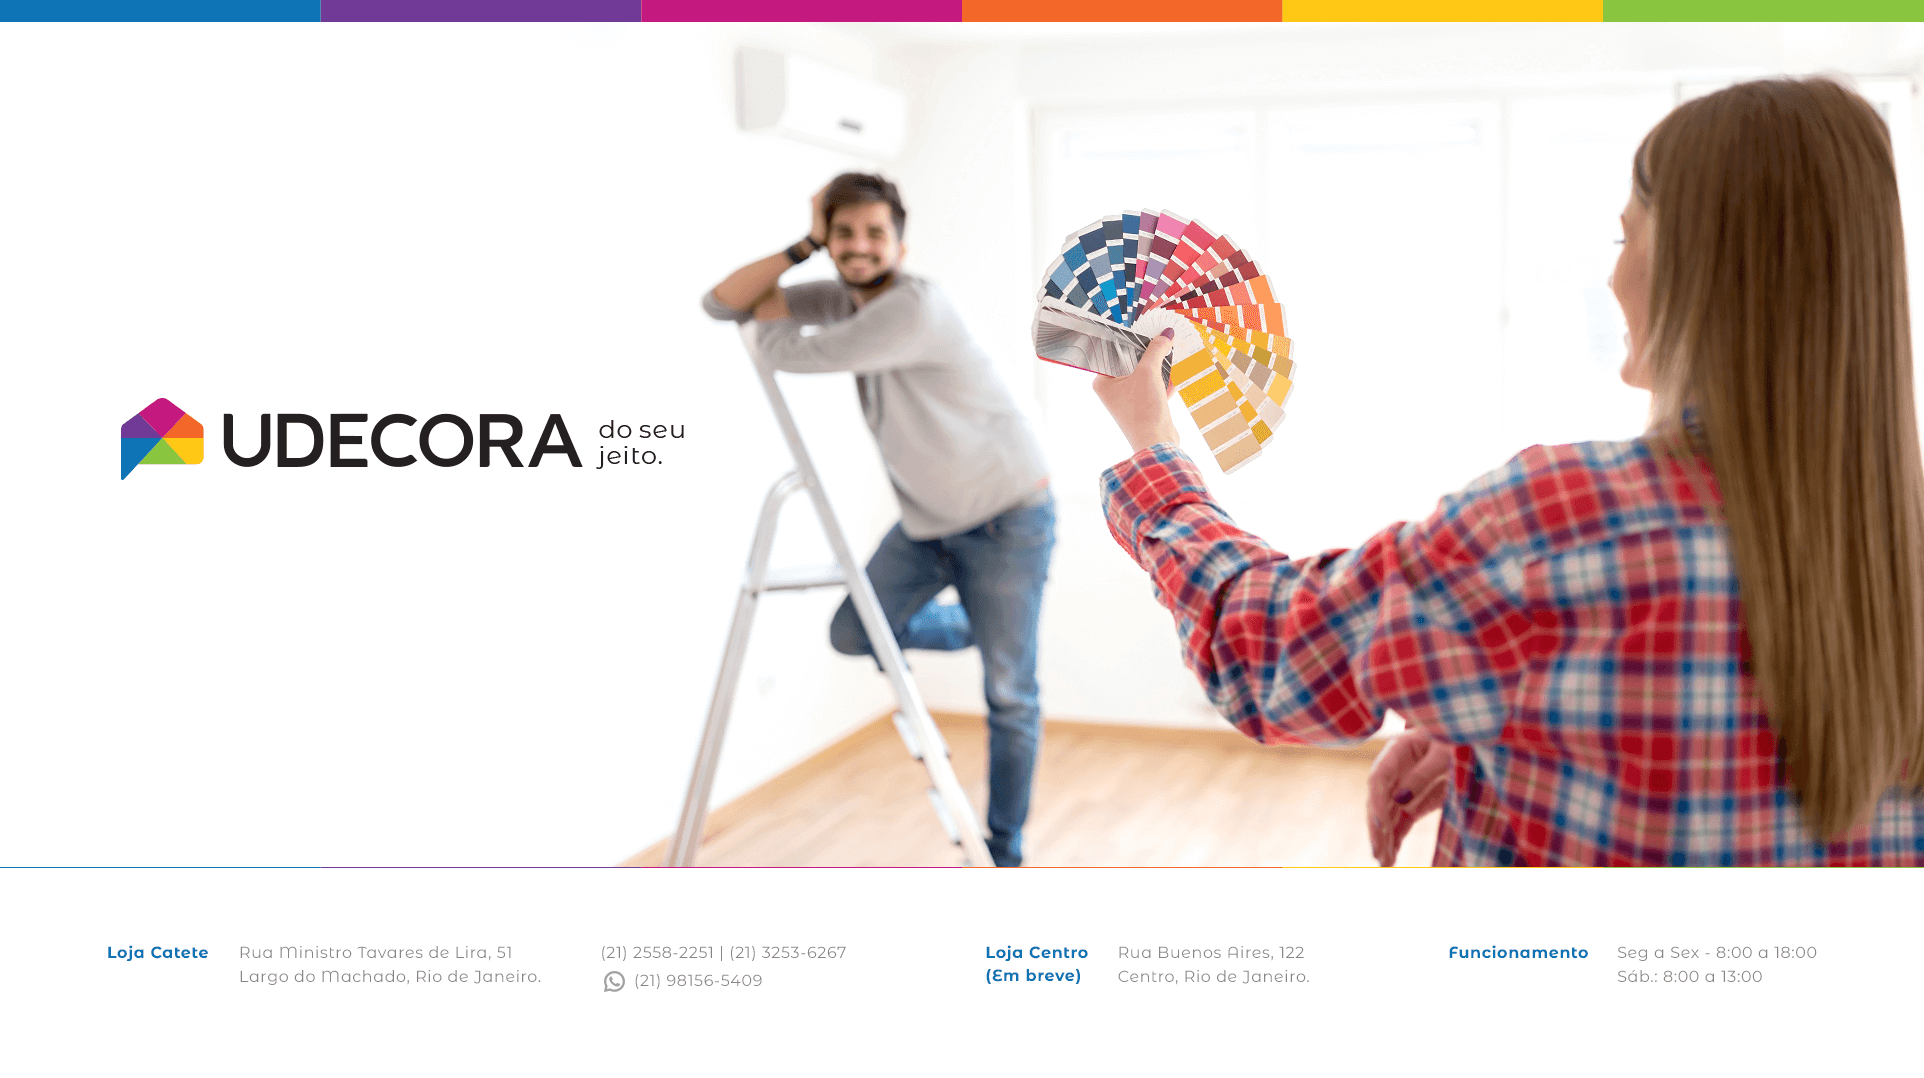 UDECORA
do seu
jeito.
Loja Catete
Rua Ministro Tavares de Lira, 51
Largo do Machado, Rio de Janeiro.
(21) 2558-2251 | (21) 3253-6267
(21) 98156-5409
Loja Centro
(Em breve)
Rua Buenos Aires, 122
Centro, Rio de Janeiro.
Funcionamento
Seg a Sex - 8:00 a 18:00
Sáb.: 8:00 a 13:00